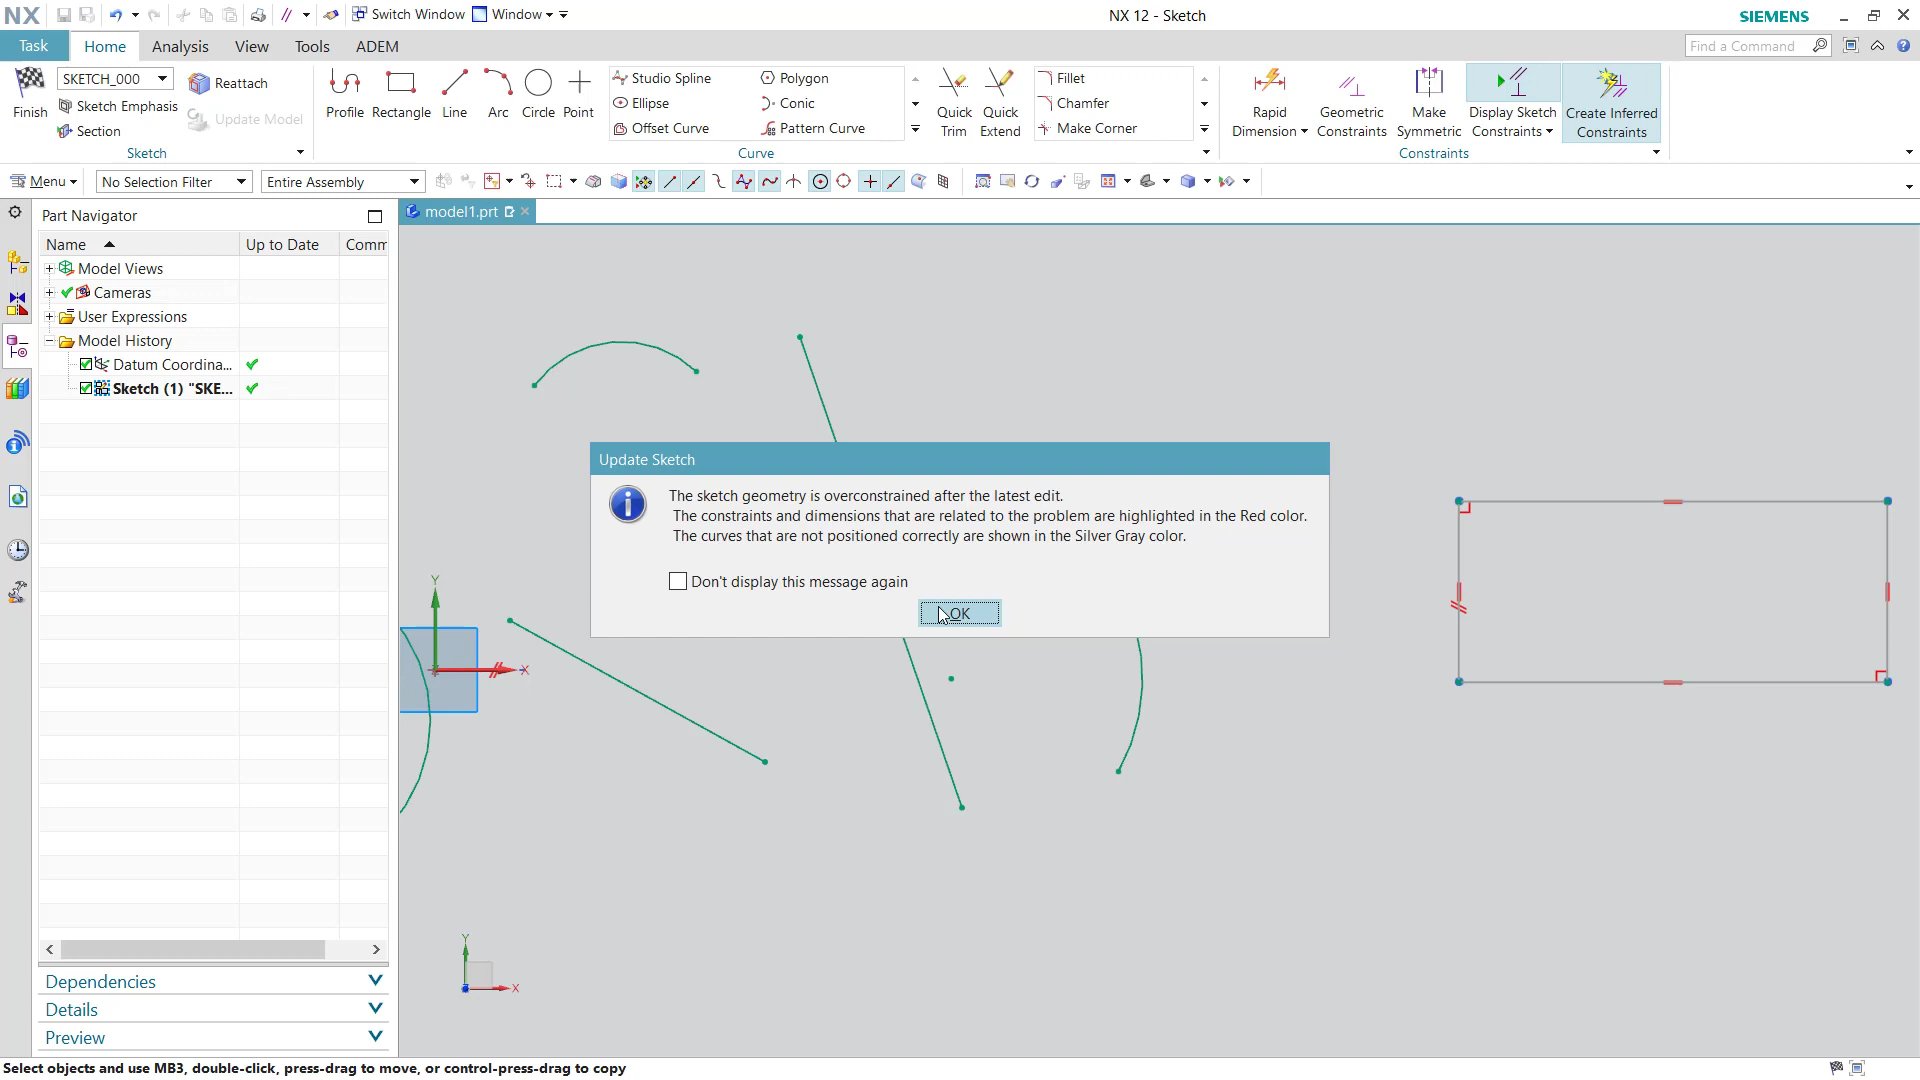 NX
Switch Window
Window
NX 12 - Sketch
SIEMENS
Task
Home
Analysis
View
Tools
ADEM
Find a Command
Finish
SKETCH_000
Sketch Emphasis
Section
Reattach
Update Model
Sketch
Profile
Rectangle
Line
Arc
Circle
Point
Studio Spline
Ellipse
Offset Curve
Polygon
Conic
Pattern Curve
Quick
Trim
Quick
Extend
Fillet
Chamfer
Make Corner
Curve
Rapid
Dimension
Geometric
Constraints
Make
Symmetric
Display Sketch
Constraints
Create Inferred
Constraints
Constraints
Menu
No Selection Filter
Entire Assembly
Part Navigator
model1.prt
Name
Up to Date
Comm
Model Views
Cameras
User Expressions
Model History
Datum Coordina...
Sketch (1) "SKE...
Update Sketch
The sketch geometry is overconstrained after the latest edit.
The constraints and dimensions that are related to the problem are highlighted in the Red color.
The curves that are not positioned correctly are shown in the Silver Gray color.
Don't display this message again
OK
Y
X
Y
X
Dependencies
Details
Preview
Select objects and use MB3, double-click, press-drag to move, or control-press-drag to copy